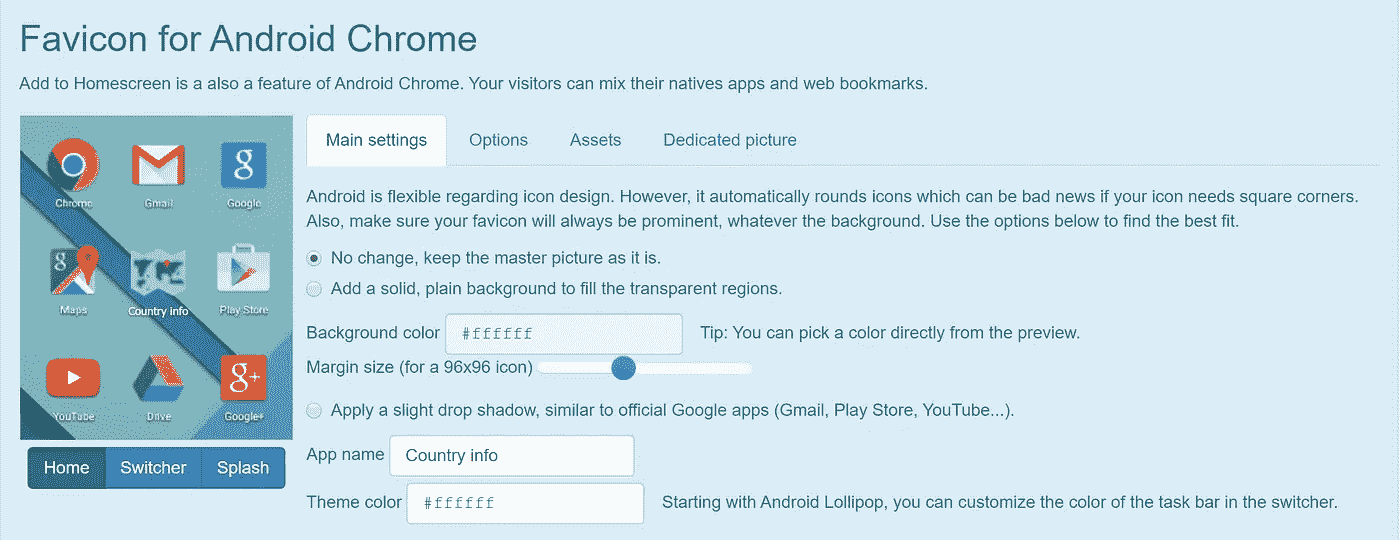 Favicon for Android Chrome
Add to Homescreen is a also a feature of Android Chrome. Your visitors can mix their natives apps and web bookmarks.
Chrome Gmail Google
Maps Country info Play Store
YouTube Drive Google+
Home Switcher Splash
Main settings Options Assets Dedicated picture
Android is flexible regarding icon design. However, it automatically rounds icons which can be bad news if your icon needs square corners.
Also, make sure your favicon will always be prominent, whatever the background. Use the options below to find the best fit.
No change, keep the master picture as it is.
Add a solid, plain background to fill the transparent regions.
Background color #ffffff Tip: You can pick a color directly from the preview.
Margin size (for a 96x96 icon)
Apply a slight drop shadow, similar to official Google apps (Gmail, Play Store, YouTube...).
App name Country info
Theme color #ffffff Starting with Android Lollipop, you can customize the color of the task bar in the switcher.